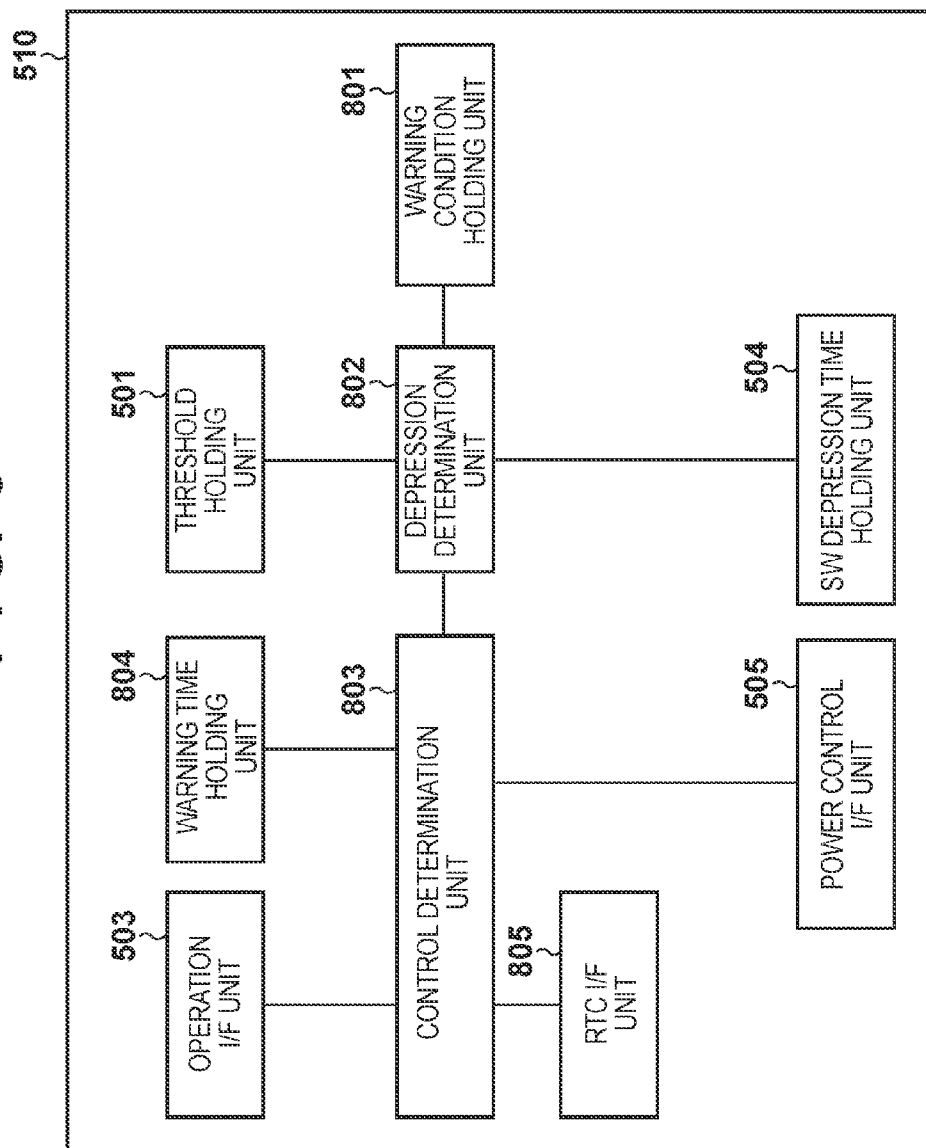 510
503
OPERATION
I/F UNIT
804
WARNING TIME
HOLDING
UNIT
501
THRESHOLD
HOLDING
UNIT
803
CONTROL DETERMINATION
UNIT
802
DEPRESSION
DETERMINATION
UNIT
801
WARNING
CONDITION
HOLDING UNIT
805
RTC I/F
UNIT
505
POWER CONTROL
I/F UNIT
504
SW DEPRESSION TIME
HOLDING UNIT